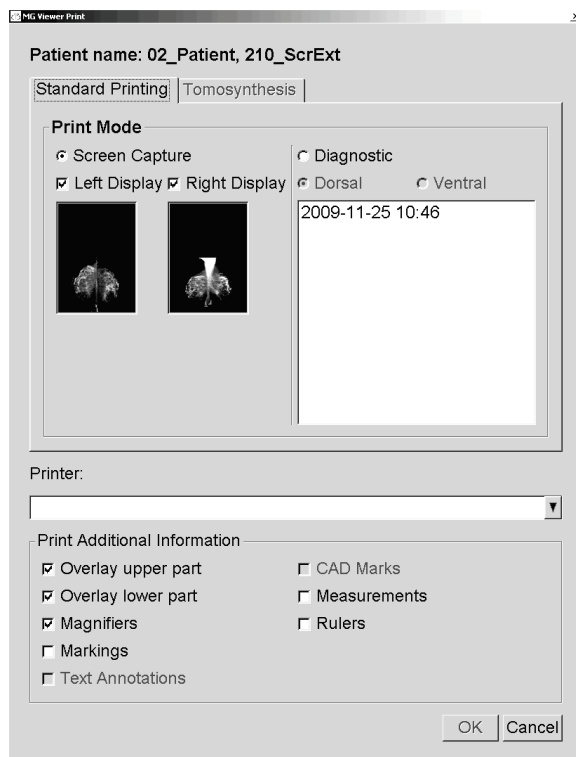 MG Viewer Print
Patient name: 02_Patient, 210_ScrExt
Standard Printing Tomosynthesis
Print Mode
Screen Capture Diagnostic
Left Display Right Display Dorsal Ventral
2009-11-25 10:46
Printer:
Print Additional Information
Overlay upper part CAD Marks
Overlay lower part Measurements
Magnifiers Rulers
Markings
Text Annotations
OK Cancel